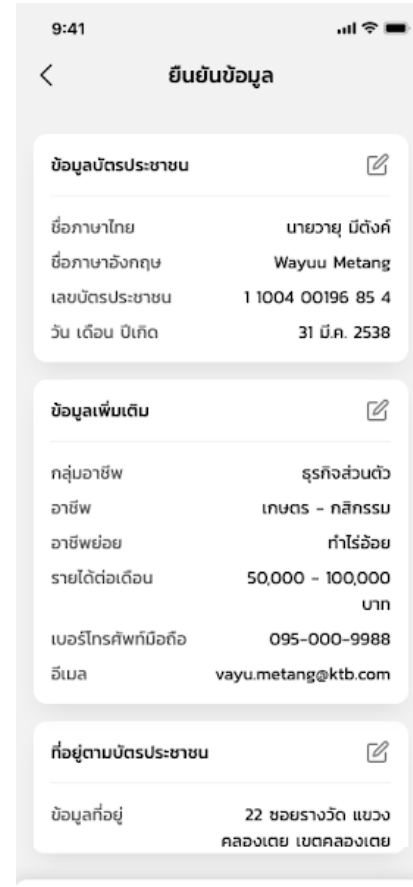 9:41
ยืนยันข้อมูล
ข้อมูลบัตรประชาชน
ชื่อภาษาไทย นายวายุ มีตังค์
ชื่อภาษาอังกฤษ Wayuu Metang
เลขบัตรประชาชน 1 1004 00196 85 4
วัน เดือน ปีเกิด 31 มี.ค. 2538
ข้อมูลเพิ่มเติม
กลุ่มอาชีพ ธุรกิจส่วนตัว
อาชีพ เกษตร - กสิกรรม
อาชีพย่อย ทำไร่อ้อย
รายได้ต่อเดือน 50,000 - 100,000
บาท
เบอร์โทรศัพท์มือถือ 095-000-9988
อีเมล vayu.metang@ktb.com
ที่อยู่ตามบัตรประชาชน
ข้อมูลที่อยู่ 22 ซอยรางวัด แขวง
คลองเตย เขตคลองเตย